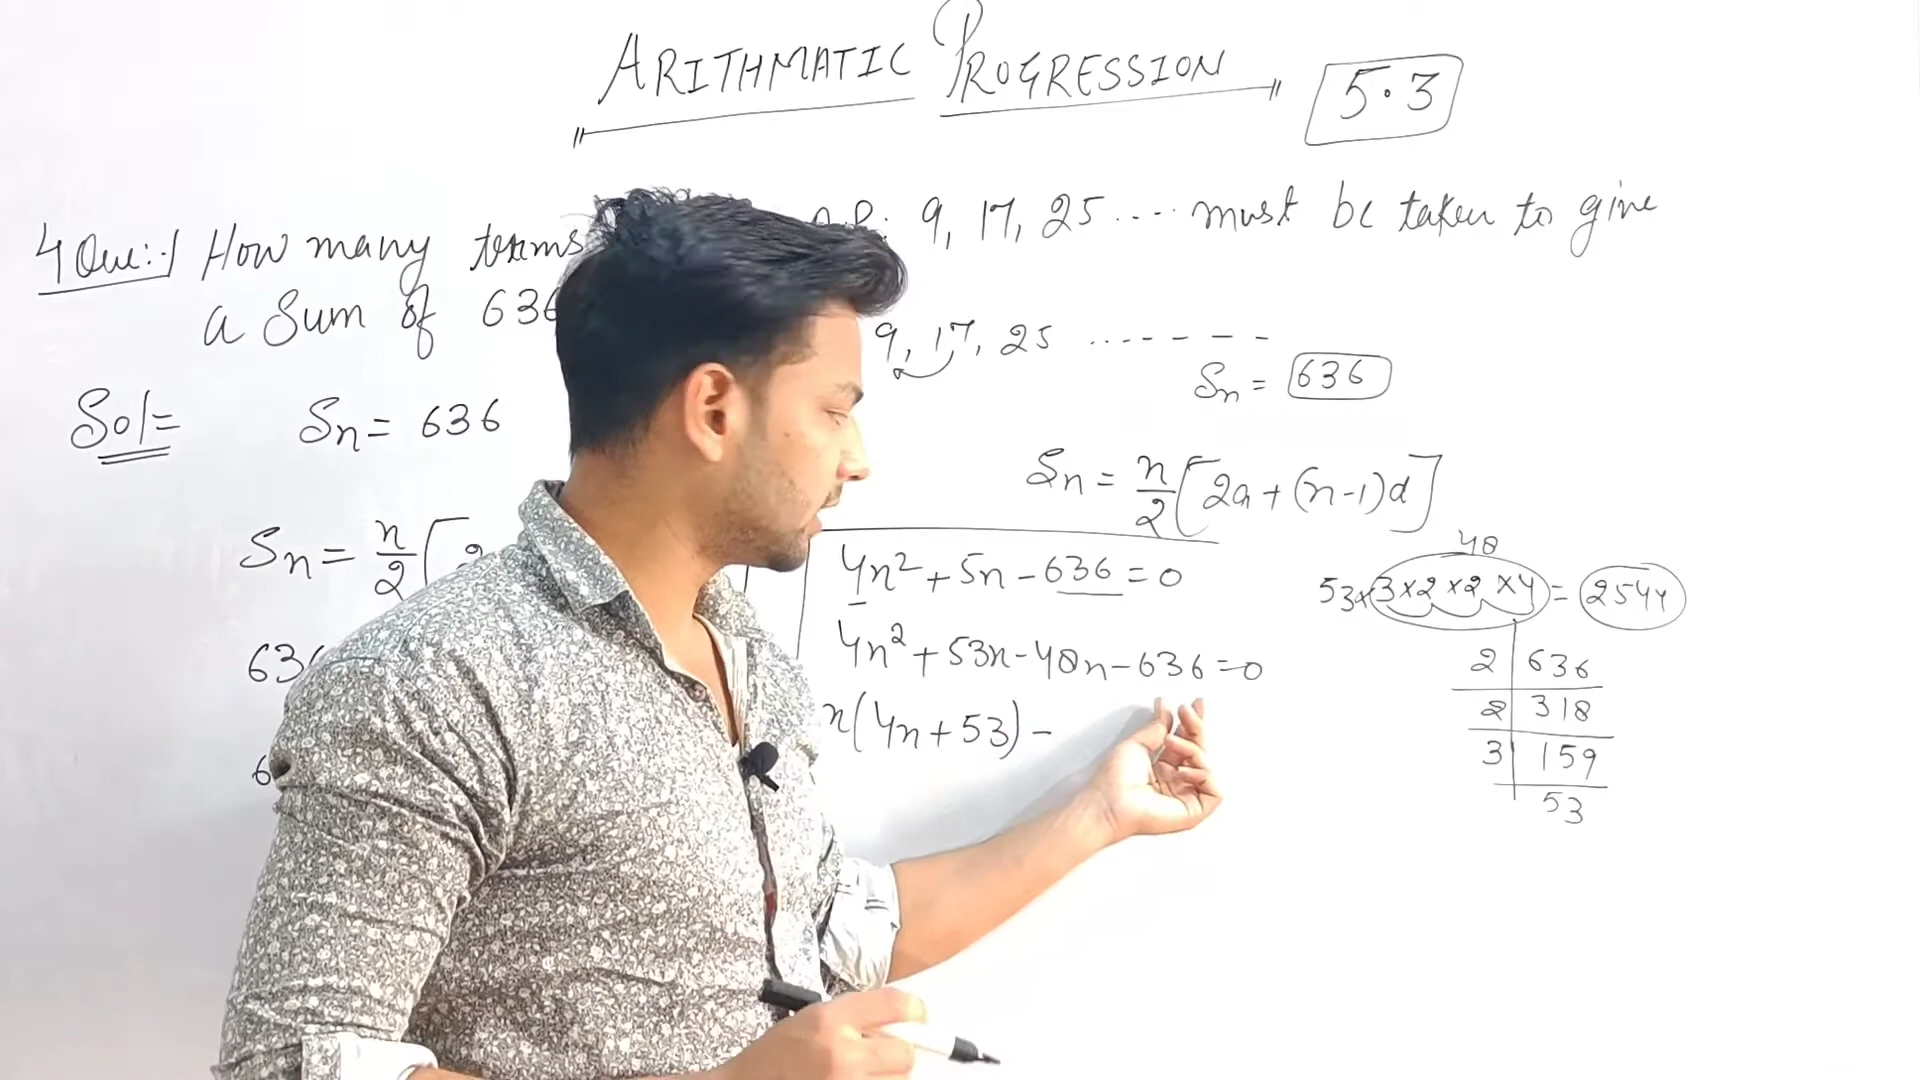 ARITHMATIC PROGRESSION 5.3
4 Que:- How many terms A.P: 9, 17, 25 .... must be taken to give
a Sum of 636
9, 17, 25 ..... - - - -
Sn = 636
Sol= Sn = 636
Sn = n/2 [2a + (n-1)d]
Sn = n/2 [
4n² + 5n - 636 = 0
48
53×3×2×2×4 = 2544
4n² + 53n - 48n - 636 = 0
n(4n + 53) -
2 | 636
2 | 318
3 | 159
53